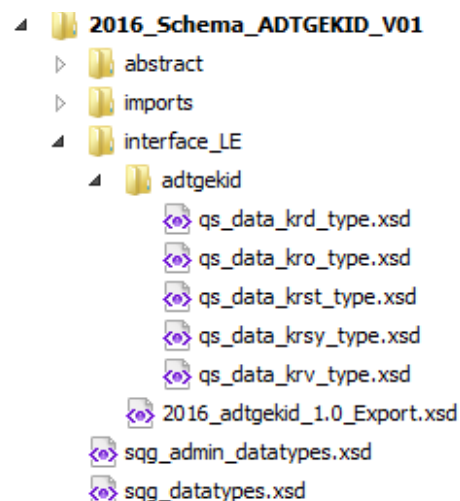 2016_Schema_ADTGEKID_V01
abstract
imports
interface_LE
adtgekid
qs_data_krd_type.xsd
qs_data_kro_type.xsd
qs_data_krst_type.xsd
qs_data_krsy_type.xsd
qs_data_krv_type.xsd
2016_adtgekid_1.0_Export.xsd
sqg_admin_datatypes.xsd
sqg_datatypes.xsd